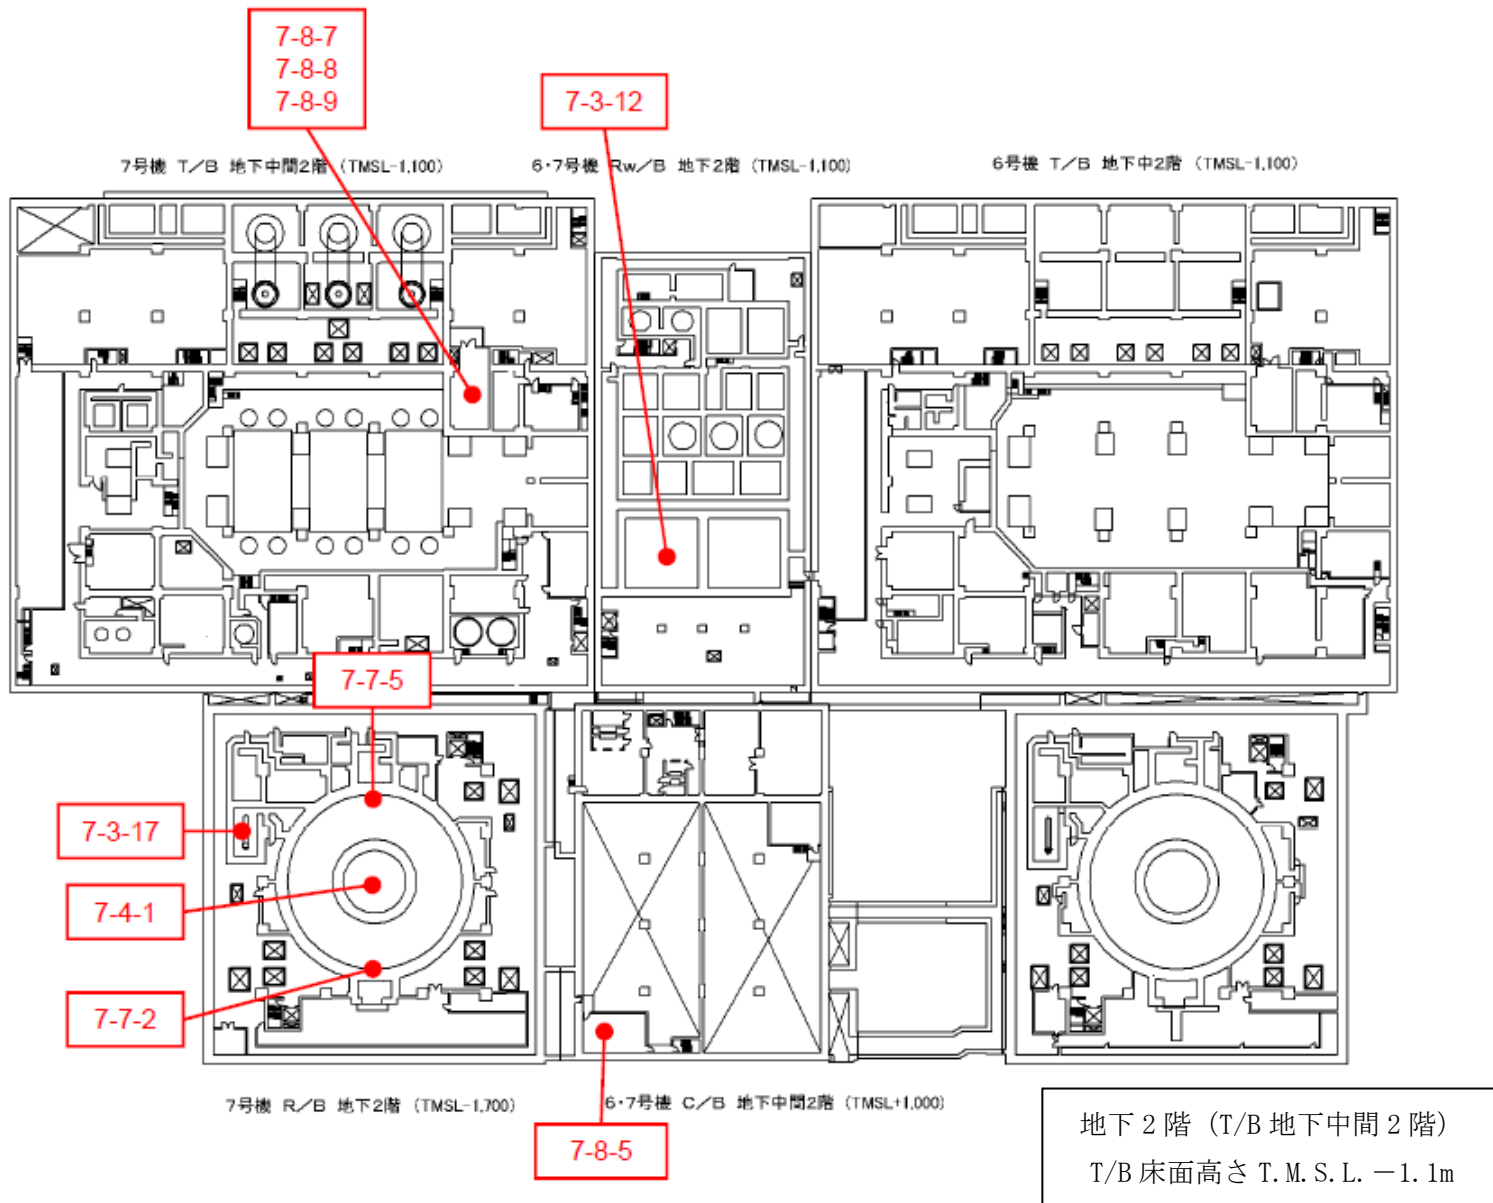 7-8-7
7-8-8
7-8-9
7-3-12
7号機 T/B 地下中間2階 (TMSL-1,100)
6・7号機 Rw/B 地下2階 (TMSL-1,100)
6号機 T/B 地下中2階 (TMSL-1,100)
7-7-5
7-3-17
7-4-1
7-7-2
7号機 R/B 地下2階 (TMSL-1,700)
6・7号機 C/B 地下中間2階 (TMSL+1,000)
7-8-5
地下2階 (T/B 地下中間2階)
T/B 床面高さ T.M.S.L.－1.1m